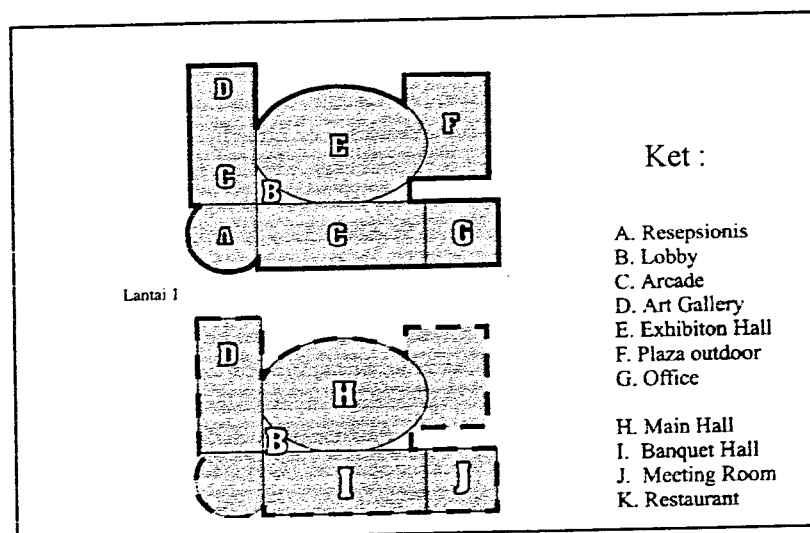 D
F
E
C
B
A
C
G
Lantai 1
D
H
B
I
J
Ket :
A. Resepsionis
B. Lobby
C. Arcade
D. Art Gallery
E. Exhibiton Hall
F. Plaza outdoor
G. Office
H. Main Hall
I. Banquet Hall
J. Meeting Room
K. Restaurant